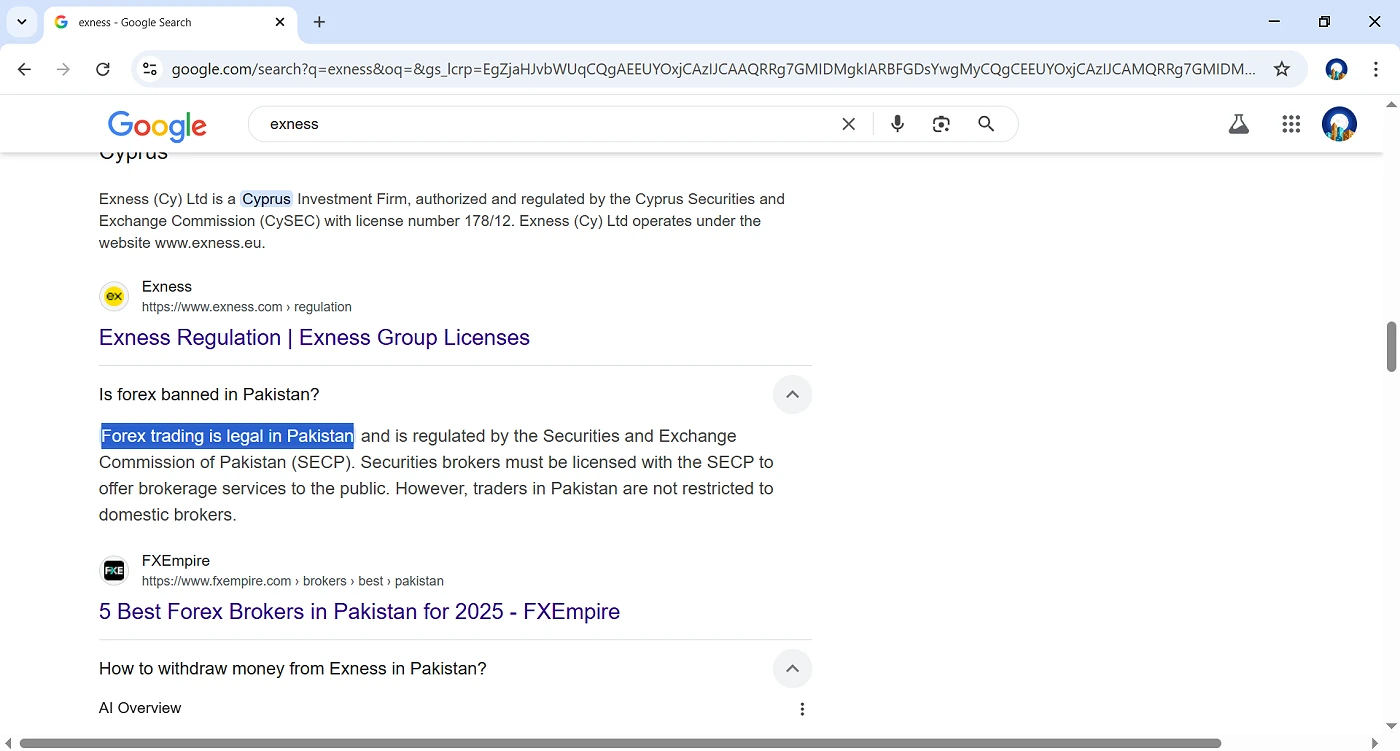 exness - Google Search
google.com/search?q=exness&oq=&gs_lcrp=EgZjaHJvbWUqCQgAEEUYOxjCAzIJCAAQRRg7GMIDMgkIARBFGDsYwgMyCQgCEEUYOxjCAzIJCAMQRRg7GMIDM...
Google
exness
Cyprus
Exness (Cy) Ltd is a Cyprus Investment Firm, authorized and regulated by the Cyprus Securities and
Exchange Commission (CySEC) with license number 178/12. Exness (Cy) Ltd operates under the
website www.exness.eu.
ex
Exness
https://www.exness.com › regulation
Exness Regulation | Exness Group Licenses
Is forex banned in Pakistan?
Forex trading is legal in Pakistan and is regulated by the Securities and Exchange
Commission of Pakistan (SECP). Securities brokers must be licensed with the SECP to
offer brokerage services to the public. However, traders in Pakistan are not restricted to
domestic brokers.
FXE
FXEmpire
https://www.fxempire.com › brokers › best › pakistan
5 Best Forex Brokers in Pakistan for 2025 - FXEmpire
How to withdraw money from Exness in Pakistan?
AI Overview